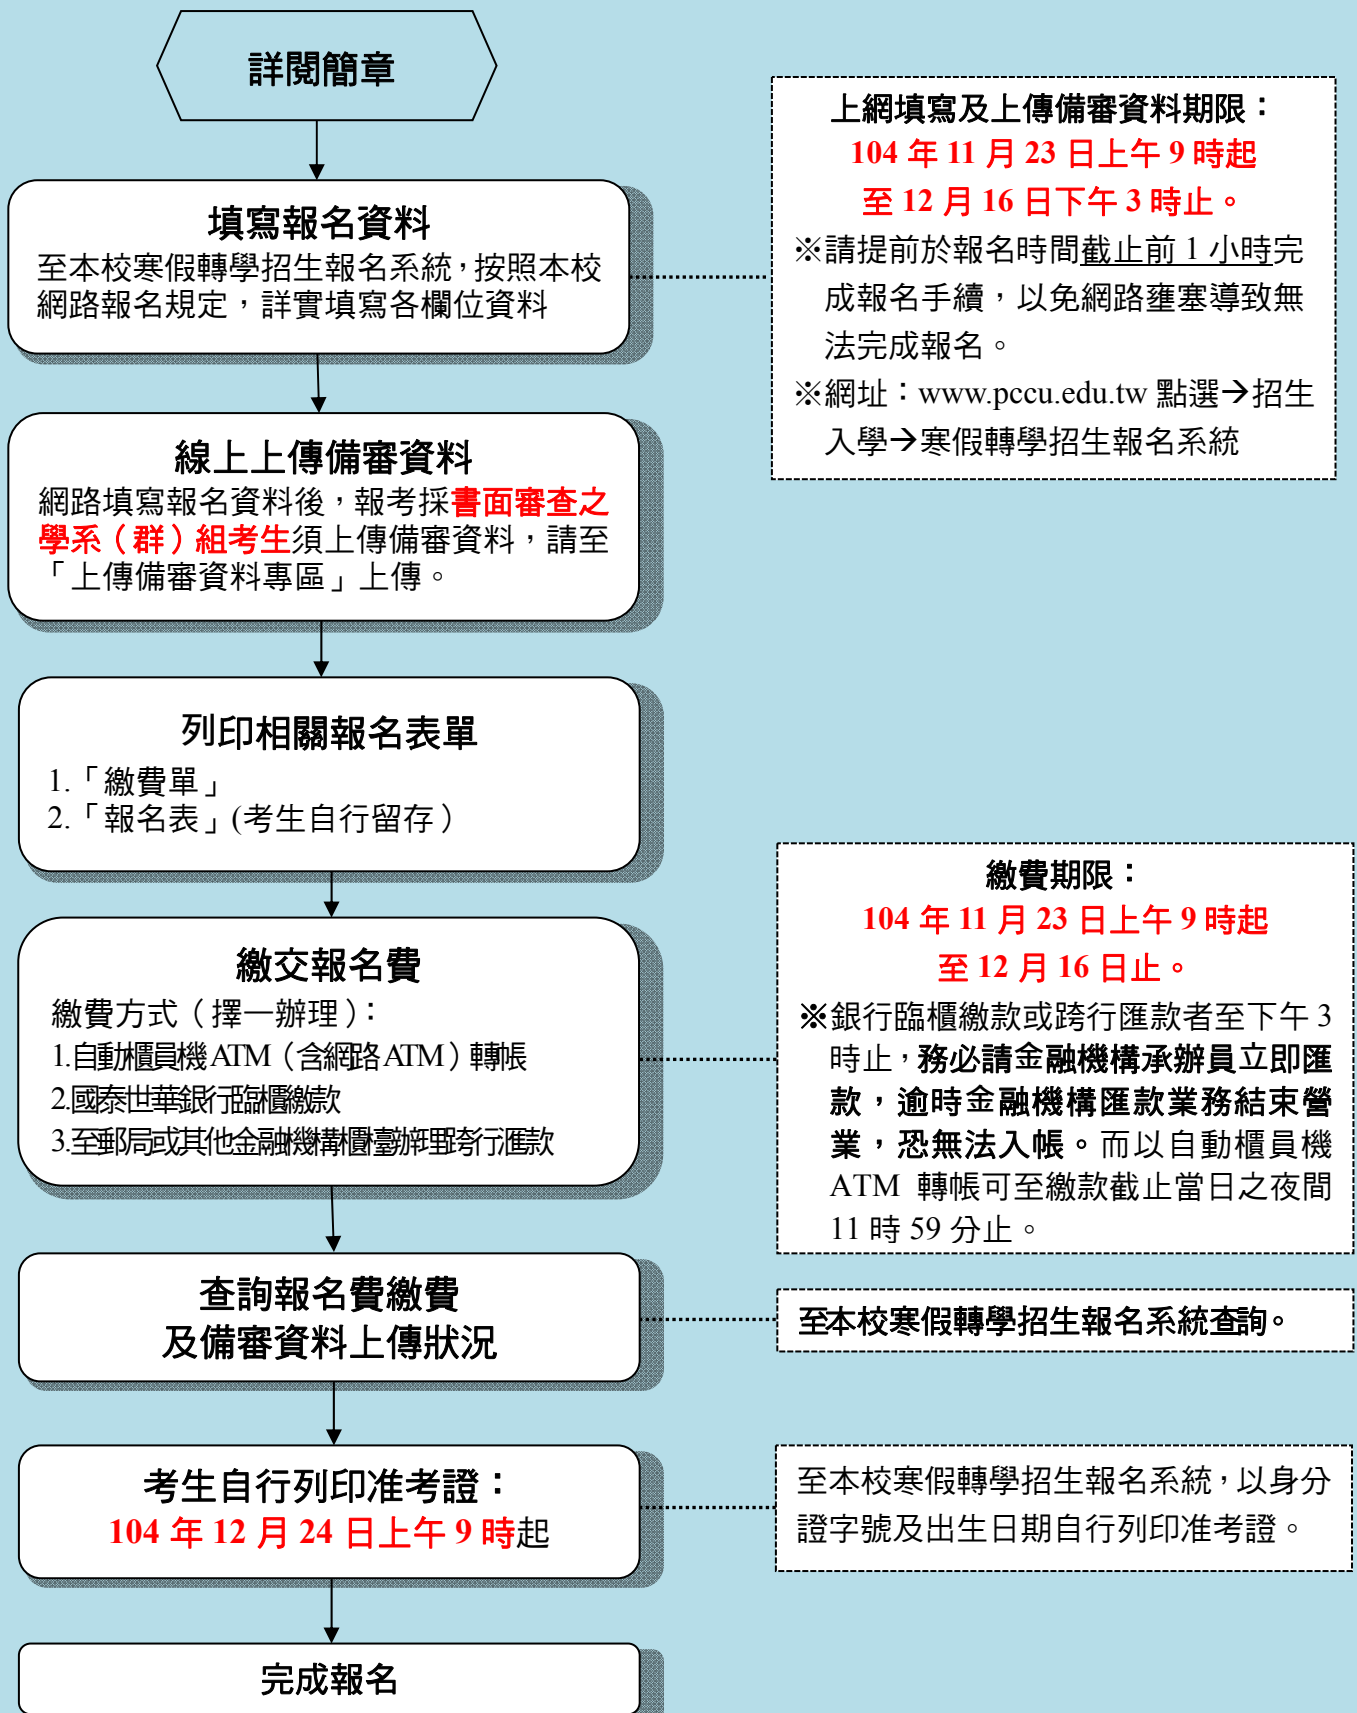 詳閱簡章
上網填寫及上傳備審資料期限：
104 年 11 月 23 日上午 9 時起
至 12 月 16 日下午 3 時止。
※請提前於報名時間截止前 1 小時完
成報名手續，以免網路壅塞導致無
法完成報名。
※網址：www.pccu.edu.tw 點選→招生
入學→寒假轉學招生報名系統
填寫報名資料
至本校寒假轉學招生報名系統，按照本校
網路報名規定，詳實填寫各欄位資料
線上上傳備審資料
網路填寫報名資料後，報考採書面審查之
學系（群）組考生須上傳備審資料，請至
「上傳備審資料專區」上傳。
列印相關報名表單
1.「繳費單」
2.「報名表」(考生自行留存）
繳交報名費
繳費方式（擇一辦理）：
1.自動櫃員機 ATM（含網路 ATM）轉帳
2.國泰世華銀行臨櫃繳款
3.至郵局或其他金融機構櫃檯辦理跨行匯款
繳費期限：
104 年 11 月 23 日上午 9 時起
至 12 月 16 日止。
※銀行臨櫃繳款或跨行匯款者至下午 3
時止，務必請金融機構承辦員立即匯
款，逾時金融機構匯款業務結束營
業，恐無法入帳。而以自動櫃員機
ATM 轉帳可至繳款截止當日之夜間
11 時 59 分止。
查詢報名費繳費
及備審資料上傳狀況
至本校寒假轉學招生報名系統查詢。
考生自行列印准考證：
104 年 12 月 24 日上午 9 時起
至本校寒假轉學招生報名系統，以身分
證字號及出生日期自行列印准考證。
完成報名